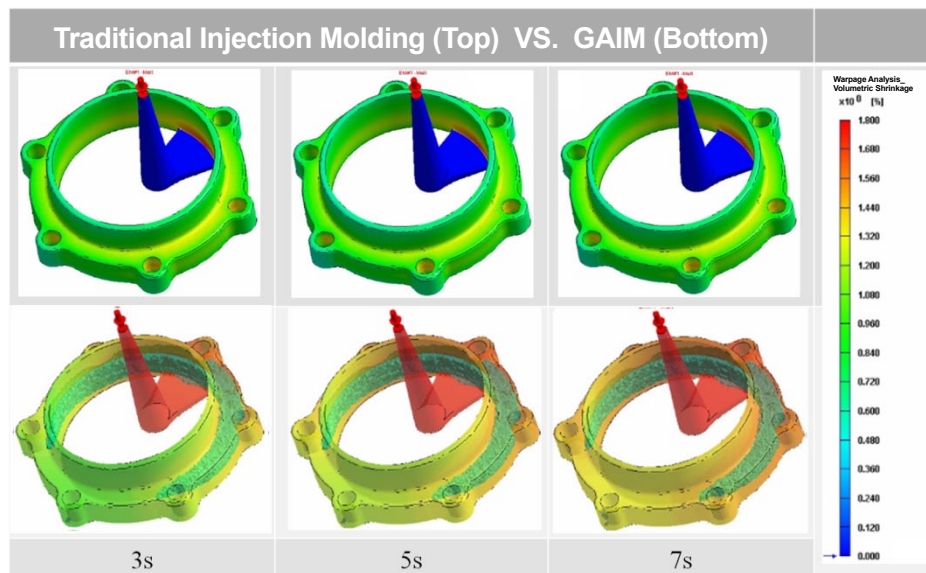 Traditional Injection Molding (Top) VS. GAIM (Bottom)
Warpage Analysis_
Volumetric Shrinkage
x10 0 [%]
1.800
1.680
1.560
1.440
1.320
1.200
1.080
0.960
0.840
0.720
0.600
0.480
0.360
0.240
0.120
0.000
3s
5s
7s